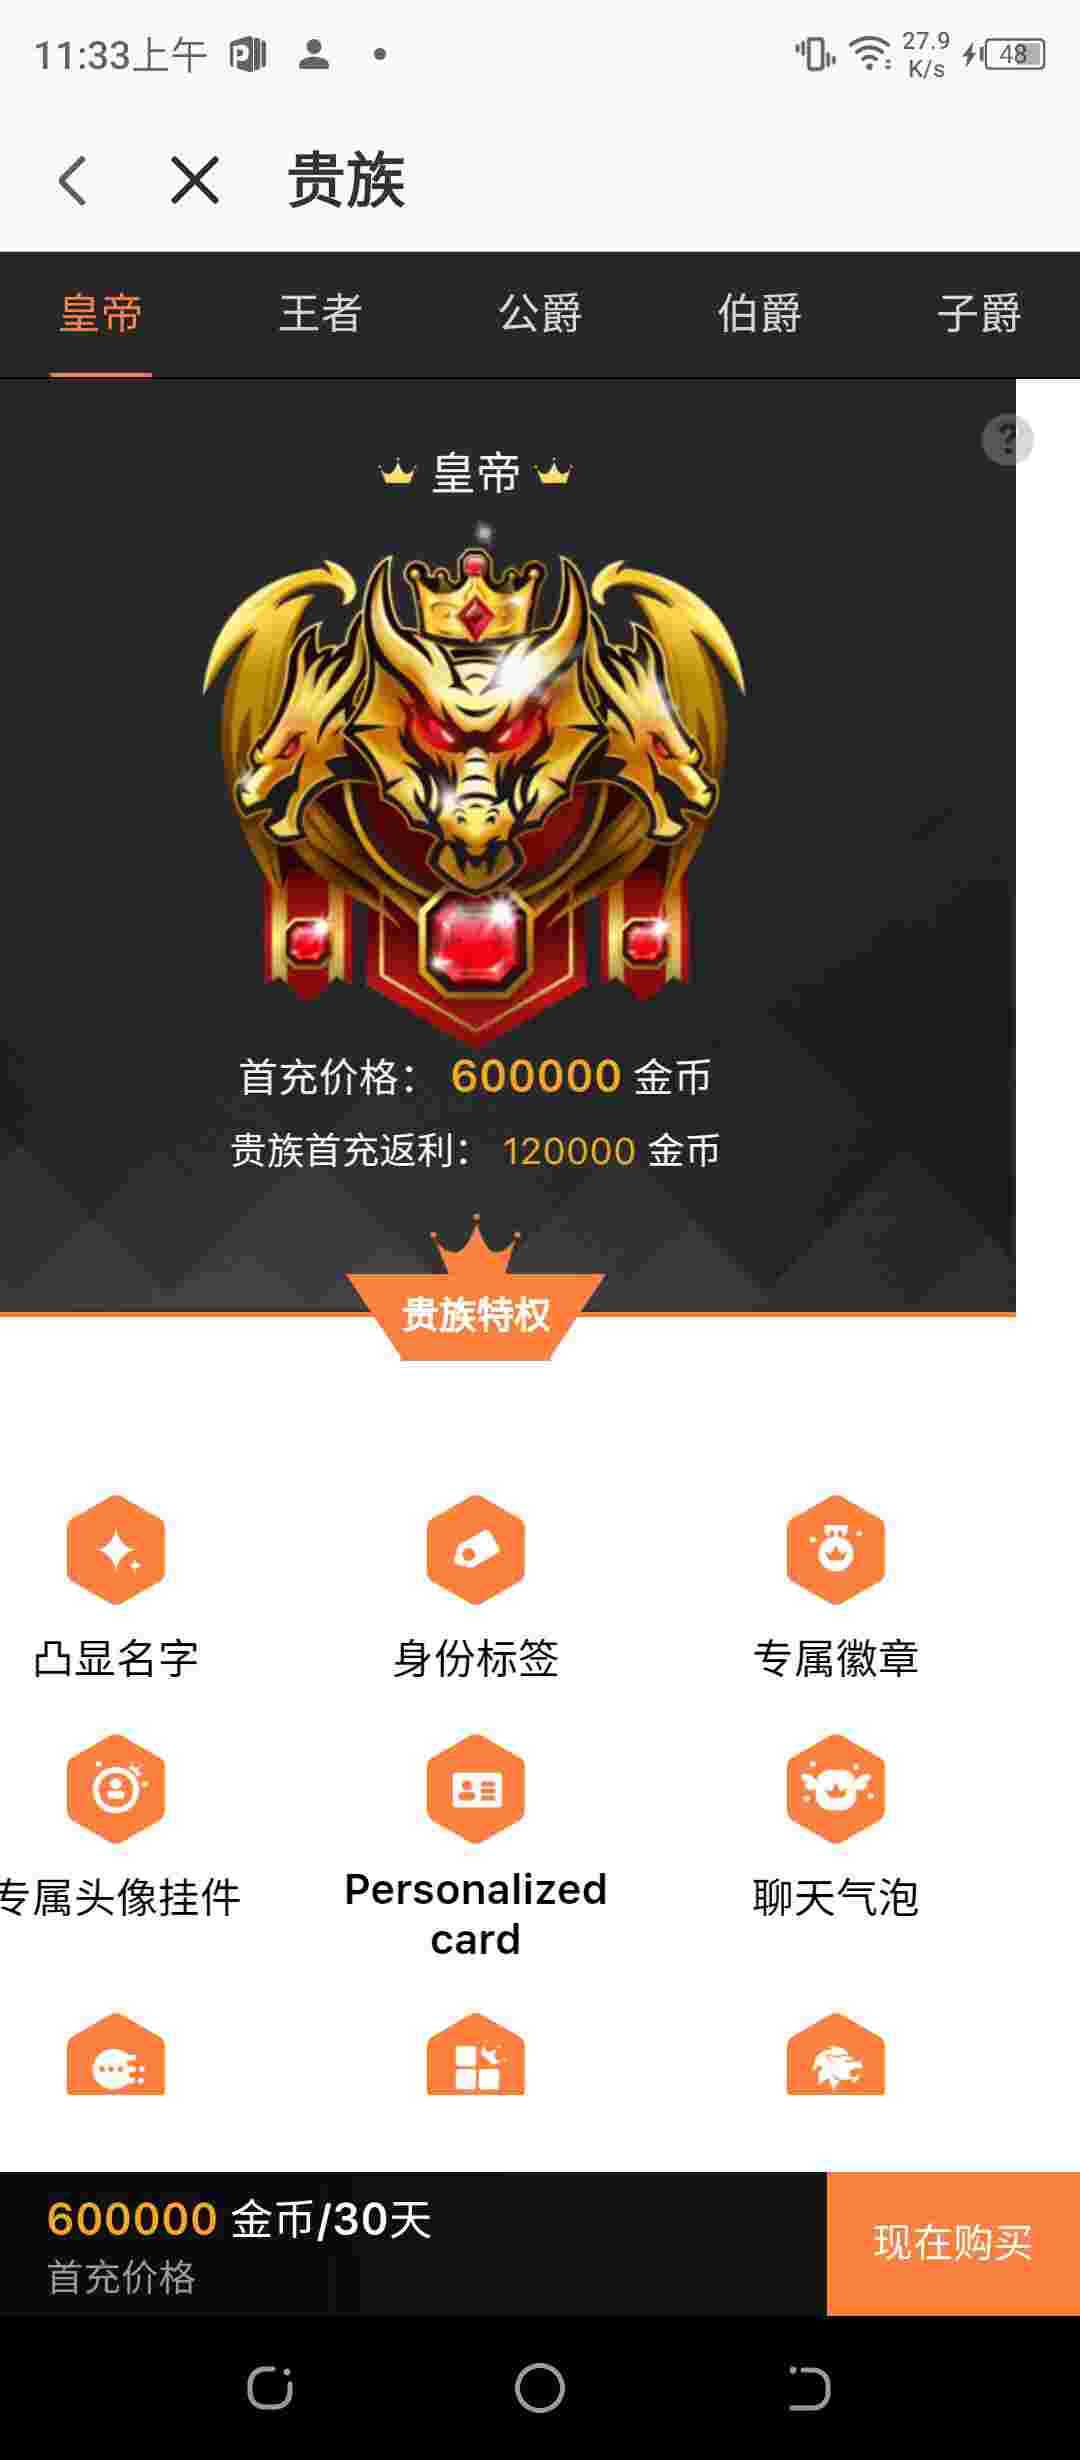 11:33上午
27.9
K/s
48
贵族
皇帝 王者 公爵 伯爵 子爵
?
皇帝
首充价格： 600000 金币
贵族首充返利： 120000 金币
贵族特权
凸显名字 身份标签 专属徽章
专属头像挂件 Personalized card 聊天气泡
600000 金币/30天
首充价格
现在购买